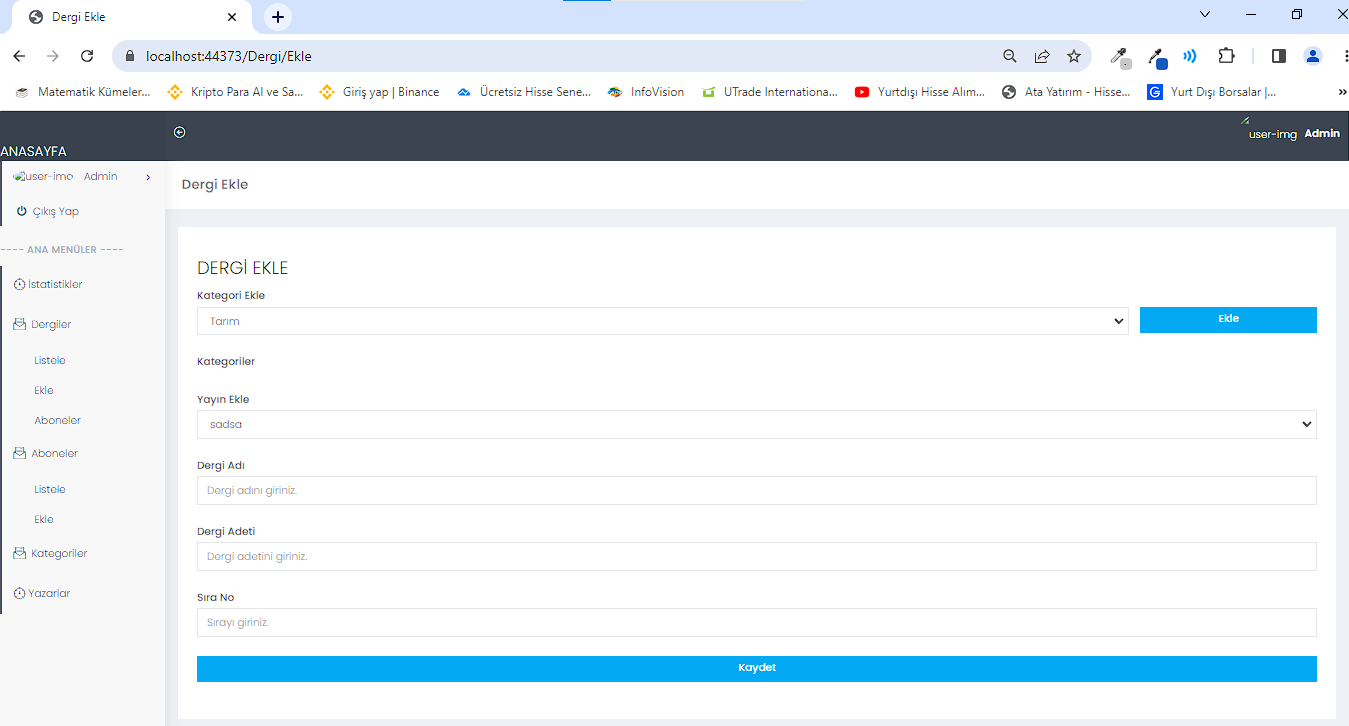 Dergi Ekle
localhost:44373/Dergi/Ekle
Matematik Kümeler... Kripto Para Al ve Sa... Giriş yap | Binance Ücretsiz Hisse Sene... InfoVision UTrade Internationa... Yurtdışı Hisse Alım... Ata Yatırım - Hisse... Yurt Dışı Borsalar |... »
user-img Admin
ANASAYFA
user-img Admin
Çıkış Yap
---- ANA MENÜLER ----
İstatistikler
Dergiler
Listele
Ekle
Aboneler
Aboneler
Listele
Ekle
Kategoriler
Yazarlar
Dergi Ekle
DERGİ EKLE
Kategori Ekle
Tarım Ekle
Kategoriler
Yayın Ekle
sadsa
Dergi Adı
Dergi adını giriniz.
Dergi Adeti
Dergi adetini giriniz.
Sıra No
Sırayı giriniz.
Kaydet